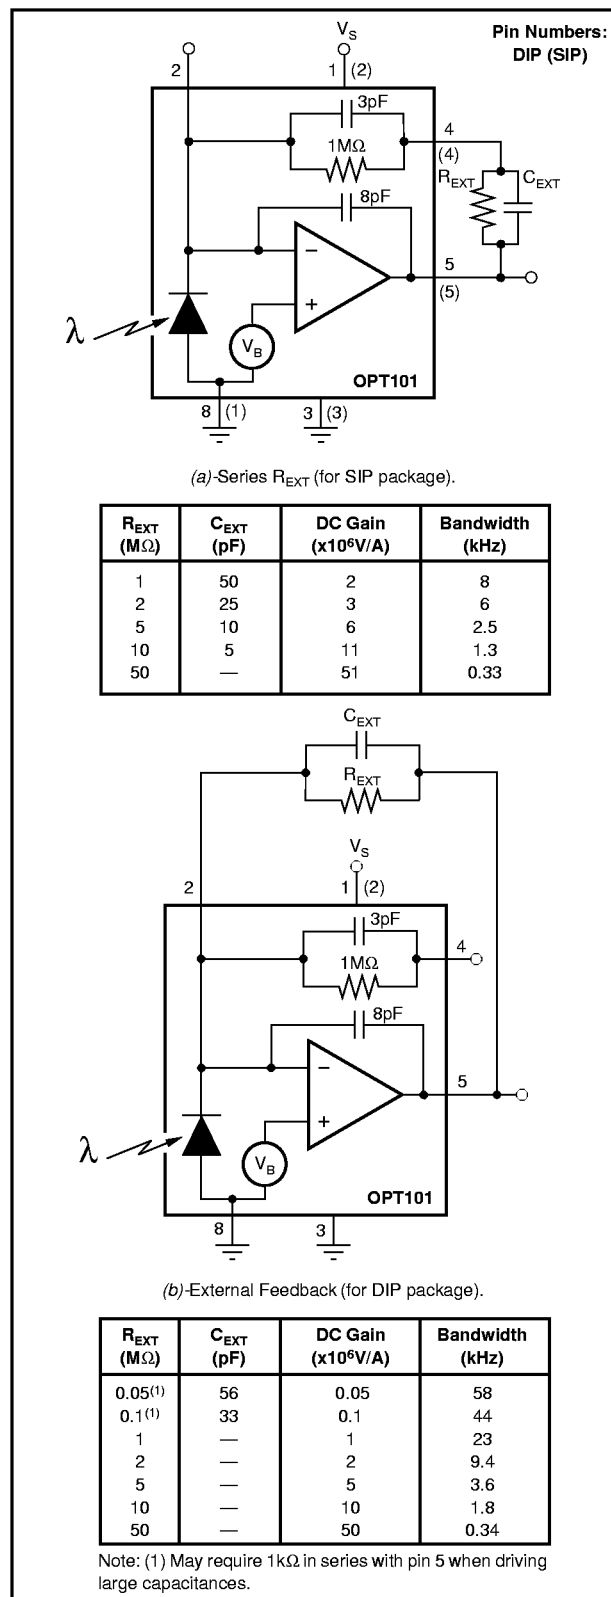 Pin Numbers:
DIP (SIP)
V_S
2
1
(2)
3pF
1MΩ
4
(4)
R_EXT
C_EXT
8pF
−
+
5
(5)
λ
V_B
OPT101
8
(1)
3
(3)
(a)-Series R_EXT (for SIP package).
R_EXT (MΩ) C_EXT (pF) DC Gain (x10⁶V/A) Bandwidth (kHz)
1 50 2 8
2 25 3 6
5 10 6 2.5
10 5 11 1.3
50 — 51 0.33
C_EXT
R_EXT
V_S
2
1
(2)
3pF
1MΩ
4
8pF
−
+
5
λ
V_B
OPT101
8
3
(b)-External Feedback (for DIP package).
R_EXT (MΩ) C_EXT (pF) DC Gain (x10⁶V/A) Bandwidth (kHz)
0.05⁽¹⁾ 56 0.05 58
0.1⁽¹⁾ 33 0.1 44
1 — 1 23
2 — 2 9.4
5 — 5 3.6
10 — 10 1.8
50 — 50 0.34
Note: (1) May require 1kΩ in series with pin 5 when driving
large capacitances.